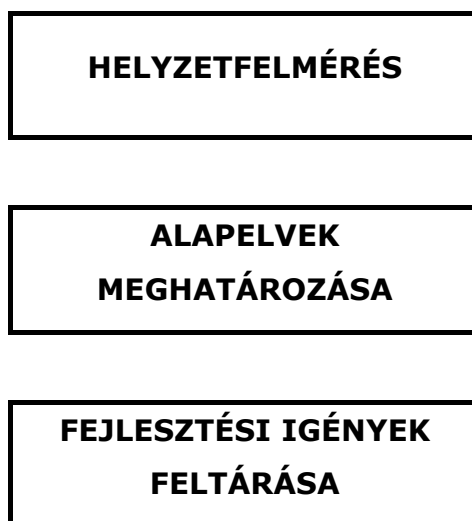 HELYZETFELMÉRÉS
ALAPELVEK
MEGHATÁROZÁSA
FEJLESZTÉSI IGÉNYEK
FELTÁRÁSA